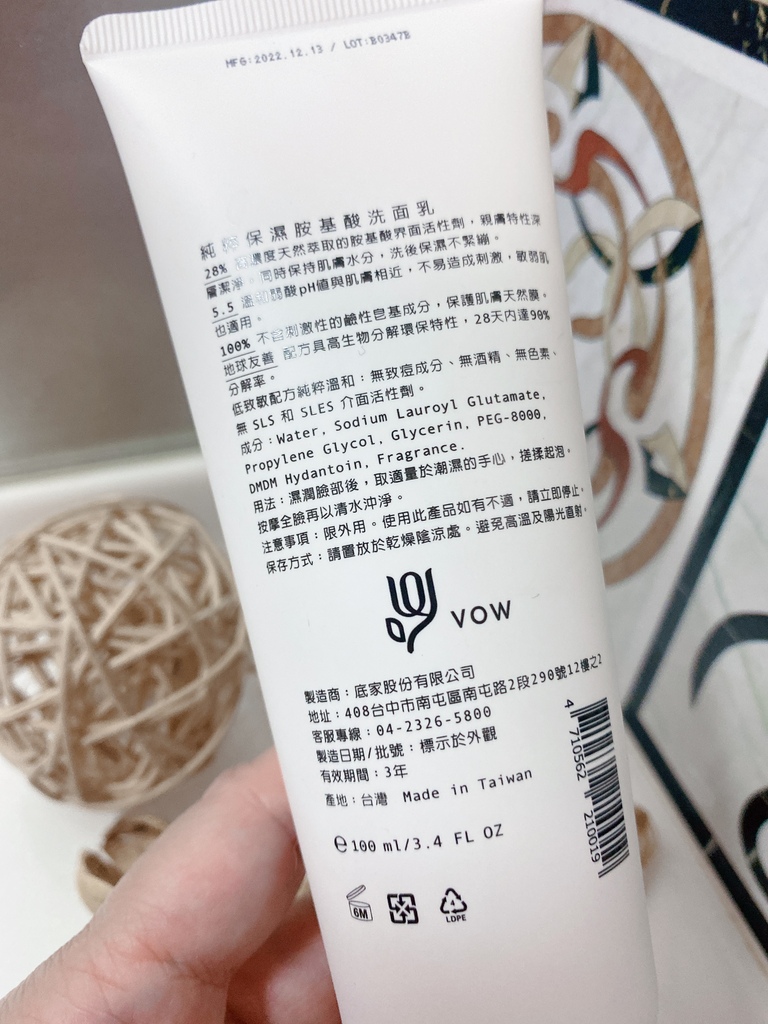 MFG:2022.12.13 / LOT:B0347B
純 保濕胺基酸洗面乳
28% 濃度天然萃取的胺基酸界面活性劑，親膚特性深
層潔淨。同時保持肌膚水分，洗後保濕不緊繃。
5.5 溫和弱酸pH值與肌膚相近，不易造成刺激，敏弱肌
也適用。
100% 不含刺激性的鹼性皂基成分，保護肌膚天然膜。
地球友善 配方具高生物分解環保特性，28天內達90%
分解率。
低致敏配方純粹溫和：無致痘成分、無酒精、無色素、
無 SLS 和 SLES 介面活性劑。
成分：Water, Sodium Lauroyl Glutamate,
Propylene Glycol, Glycerin, PEG-8000,
DMDM Hydantoin, Fragrance.
用法：濕潤臉部後，取適量於潮濕的手心，搓揉起泡，
按摩全臉再以清水沖淨。
注意事項：限外用。使用此產品如有不適，請立即停止。
保存方式：請置放於乾燥陰涼處。避免高溫及陽光直射。
VOW
製造商：底家股份有限公司
地址：408台中市南屯區南屯路2段290號12樓之2
客服專線：04-2326-5800
製造日期/批號：標示於外觀
有效期間：3年
產地：台灣 Made in Taiwan
4 710562 210019
℮100 ml/3.4 FL OZ
6M
LDPE